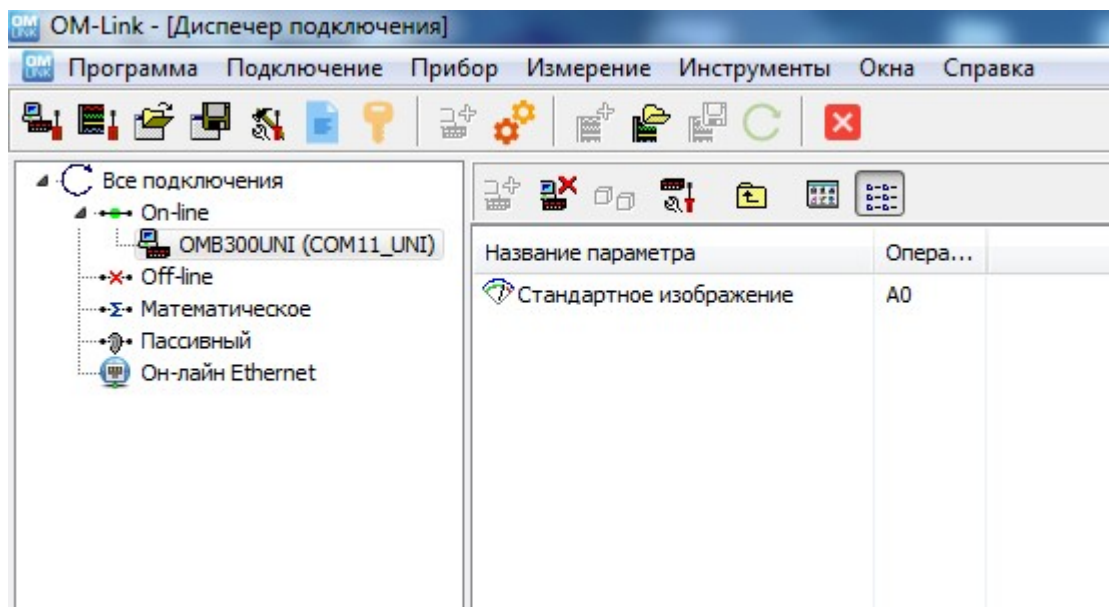 OM-Link - [Диспечер подключения]
Программа Подключение Прибор Измерение Инструменты Окна Справка
Все подключения
On-line
OMB300UNI (COM11_UNI)
Off-line
Математическое
Пассивный
Он-лайн Ethernet
Название параметра Опера...
Стандартное изображение A0